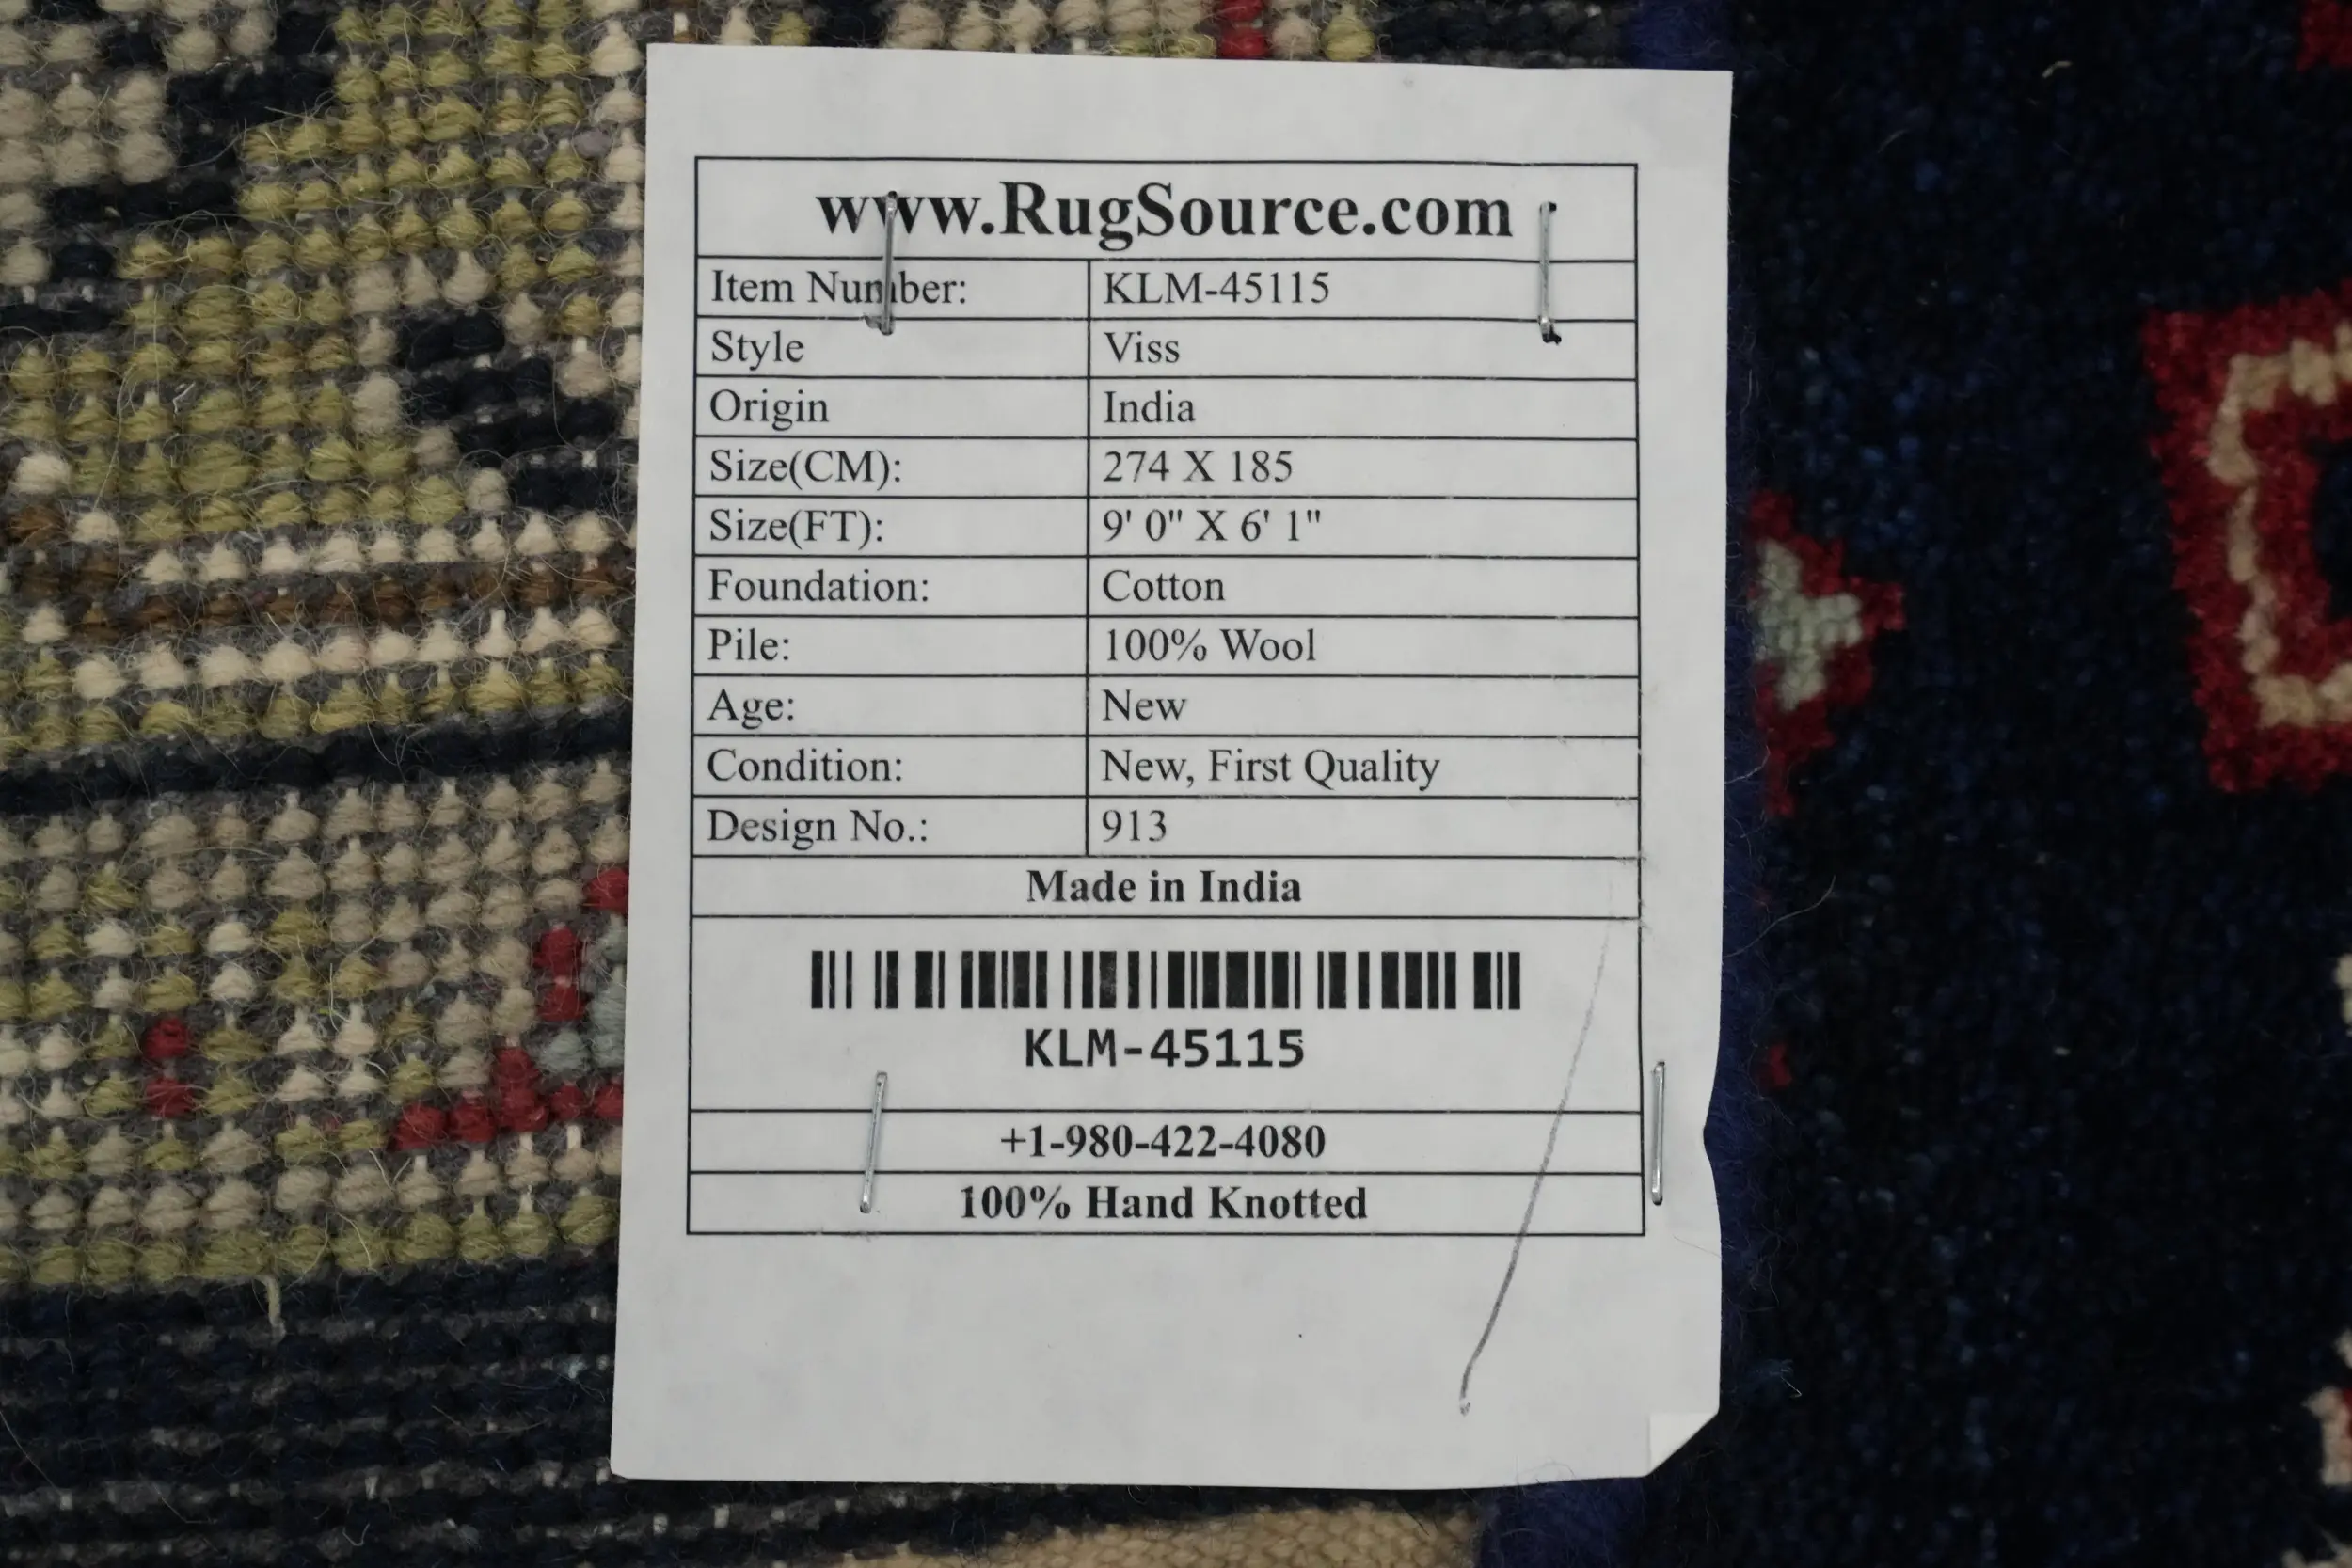 www.RugSource.com
Item Number: KLM-45115
Style Viss
Origin India
Size(CM): 274 X 185
Size(FT): 9' 0" X 6' 1"
Foundation: Cotton
Pile: 100% Wool
Age: New
Condition: New, First Quality
Design No.: 913
Made in India
KLM-45115
+1-980-422-4080
100% Hand Knotted